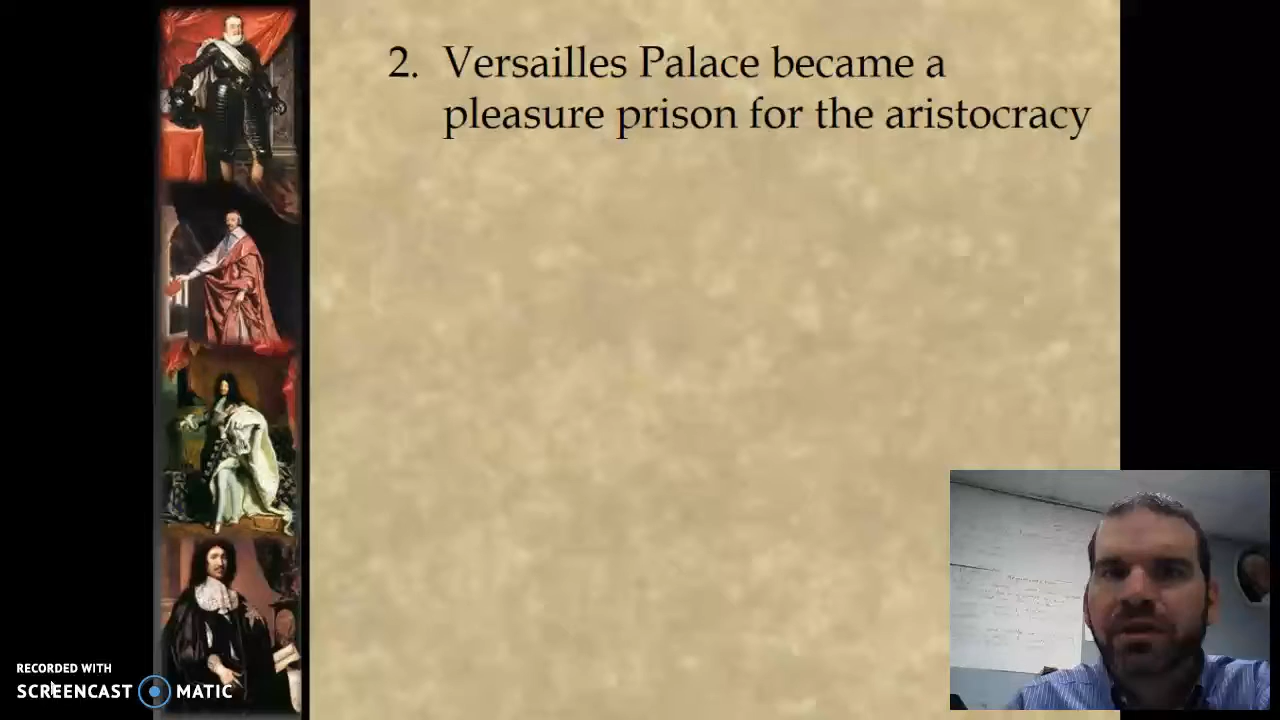 2. Versailles Palace became a
pleasure prison for the aristocracy
RECORDED WITH
SCREENCAST MATIC